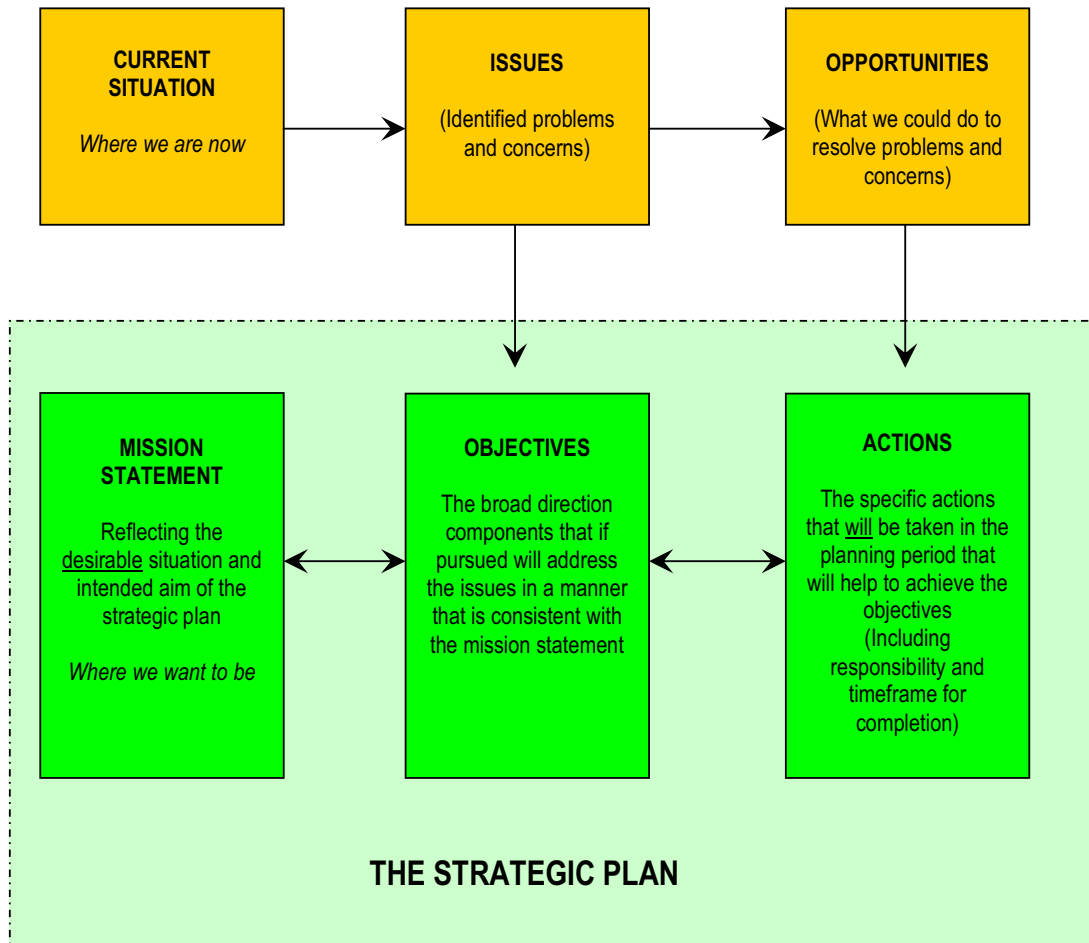 CURRENT
SITUATION
Where we are now
ISSUES
(Identified problems
and concerns)
OPPORTUNITIES
(What we could do to
resolve problems and
concerns)
MISSION
STATEMENT
Reflecting the
desirable situation and
intended aim of the
strategic plan
Where we want to be
OBJECTIVES
The broad direction
components that if
pursued will address
the issues in a manner
that is consistent with
the mission statement
ACTIONS
The specific actions
that will be taken in the
planning period that
will help to achieve the
objectives
(Including
responsibility and
timeframe for
completion)
THE STRATEGIC PLAN